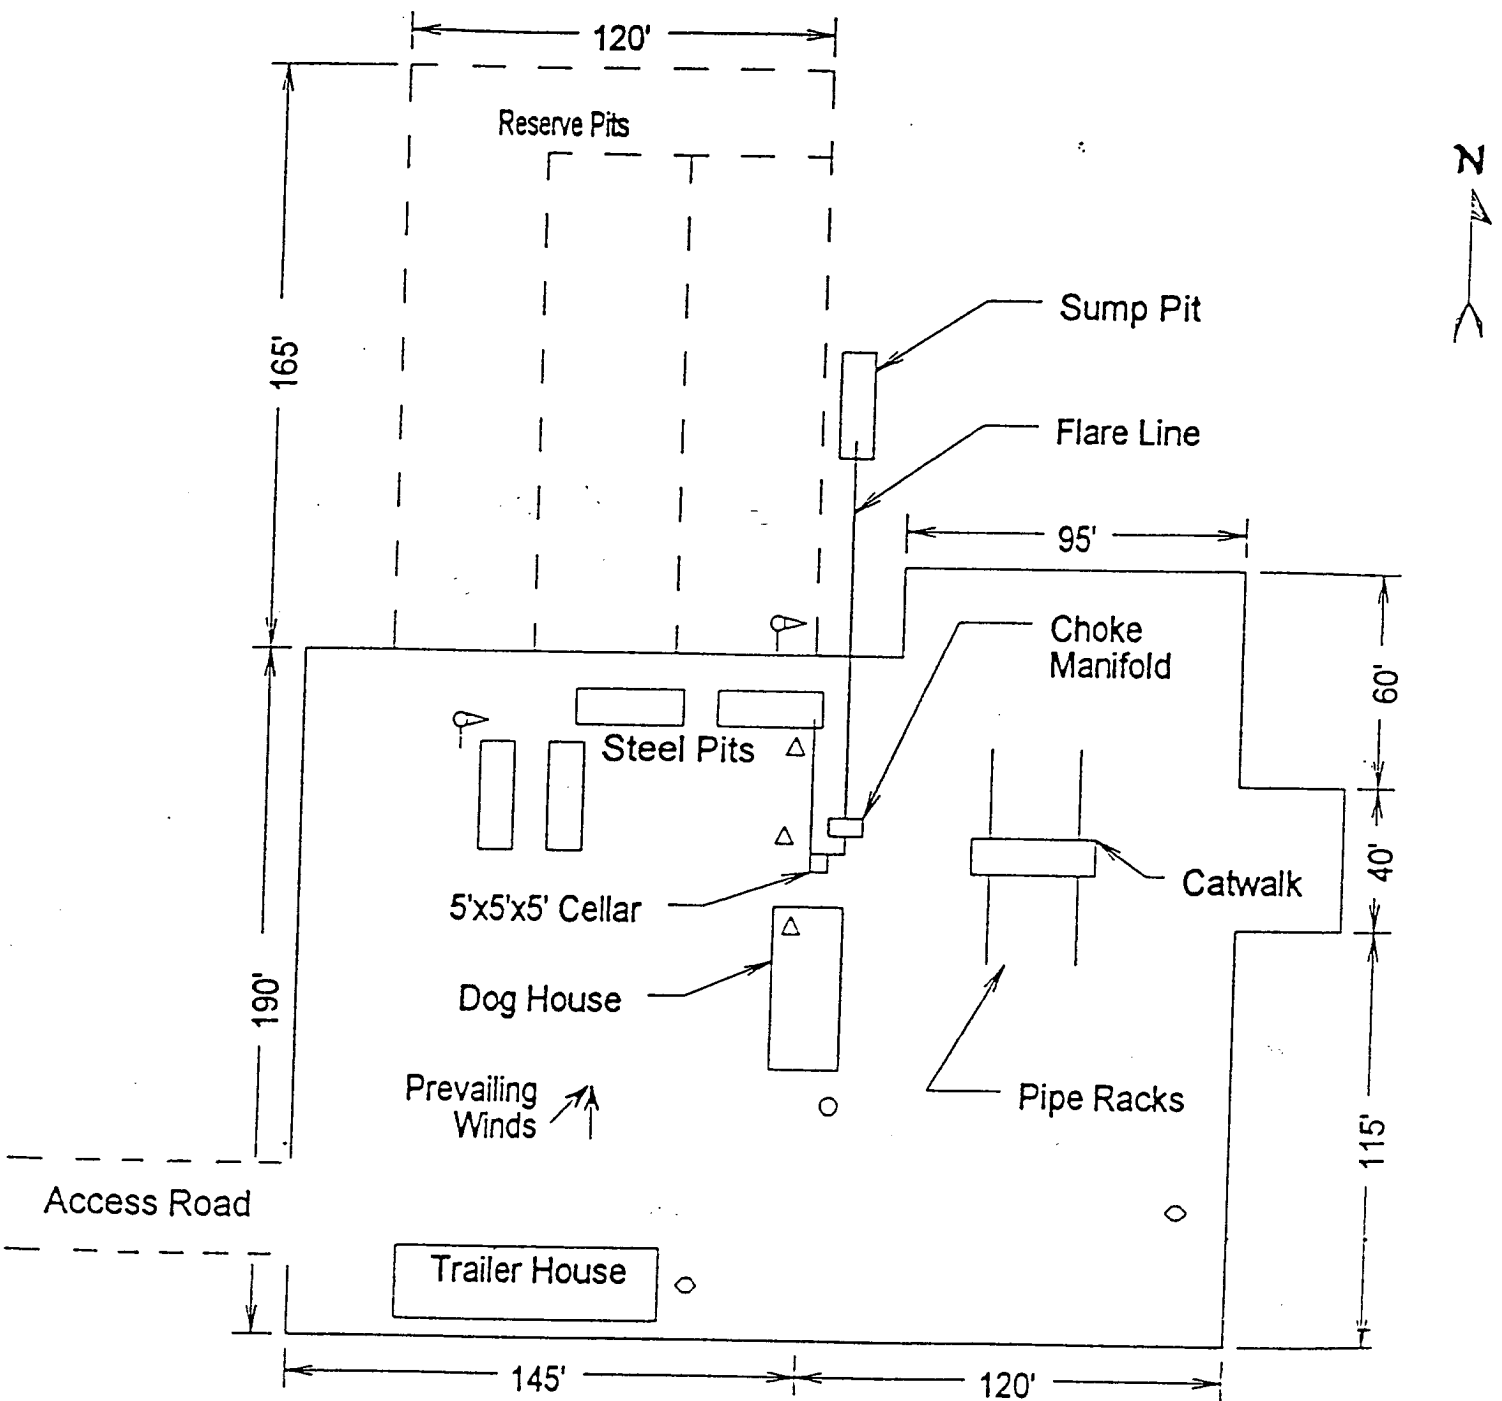 120'
Reserve Pits
N
Sump Pit
165'
Flare Line
95'
Choke
Manifold
60'
Steel Pits
40'
Catwalk
5'x5'x5' Cellar
190'
Dog House
Prevailing
Winds
Pipe Racks
115'
Access Road
Trailer House
145'
120'